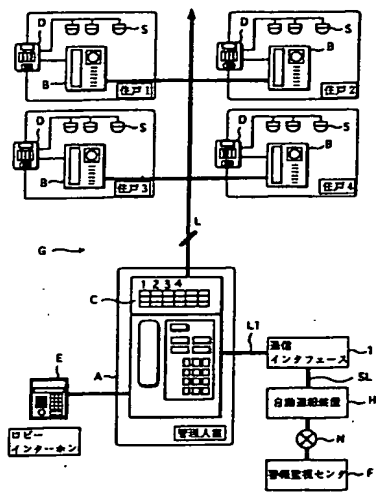 D
S
B
住戸1
D
S
B
住戸2
D
S
B
住戸3
D
S
B
住戸4
L
G
1 2 3 4
C
E
A
L1
通信
インタフェース
1
SL
自動通報装置
H
N
ロビー
インターホン
管理人室
警報監視センタ
F